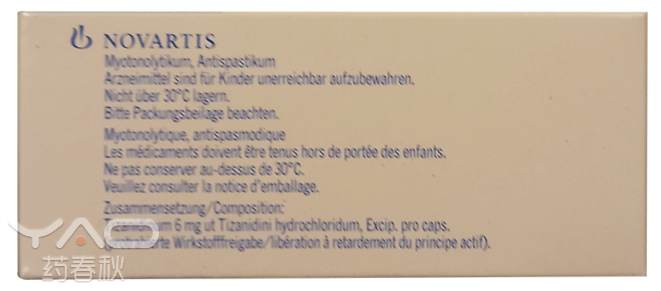 NOVARTIS
Myotonolytikum, Antispastikum
Arzneimittel sind für Kinder unerreichbar aufzubewahren.
Nicht über 30°C lagern.
Bitte Packungsbeilage beachten.
Myotonolytique, antispasmodique
Les médicaments doivent être tenus hors de portée des enfants.
Ne pas conserver au-dessus de 30°C.
Veuillez consulter la notice d'emballage.
Zusammensetzung/Composition:
6 mg ut Tizanidini hydrochloridum, Excip. pro caps.
Wirkstofffreigabe/libération à retardement du principe actif).
YAO
药春秋